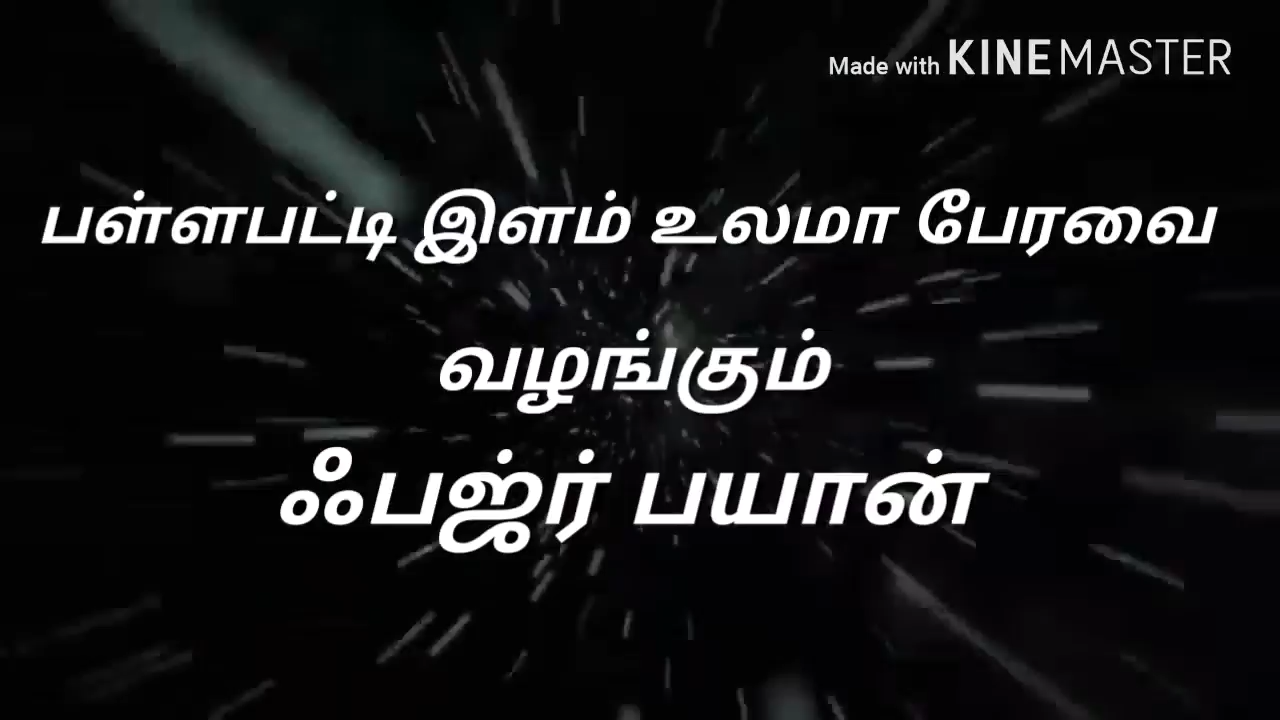 Made with KINEMASTER
பள்ளபட்டி இளம் உலமா பேரவை
வழங்கும்
ஃபஜ்ர் பயான்